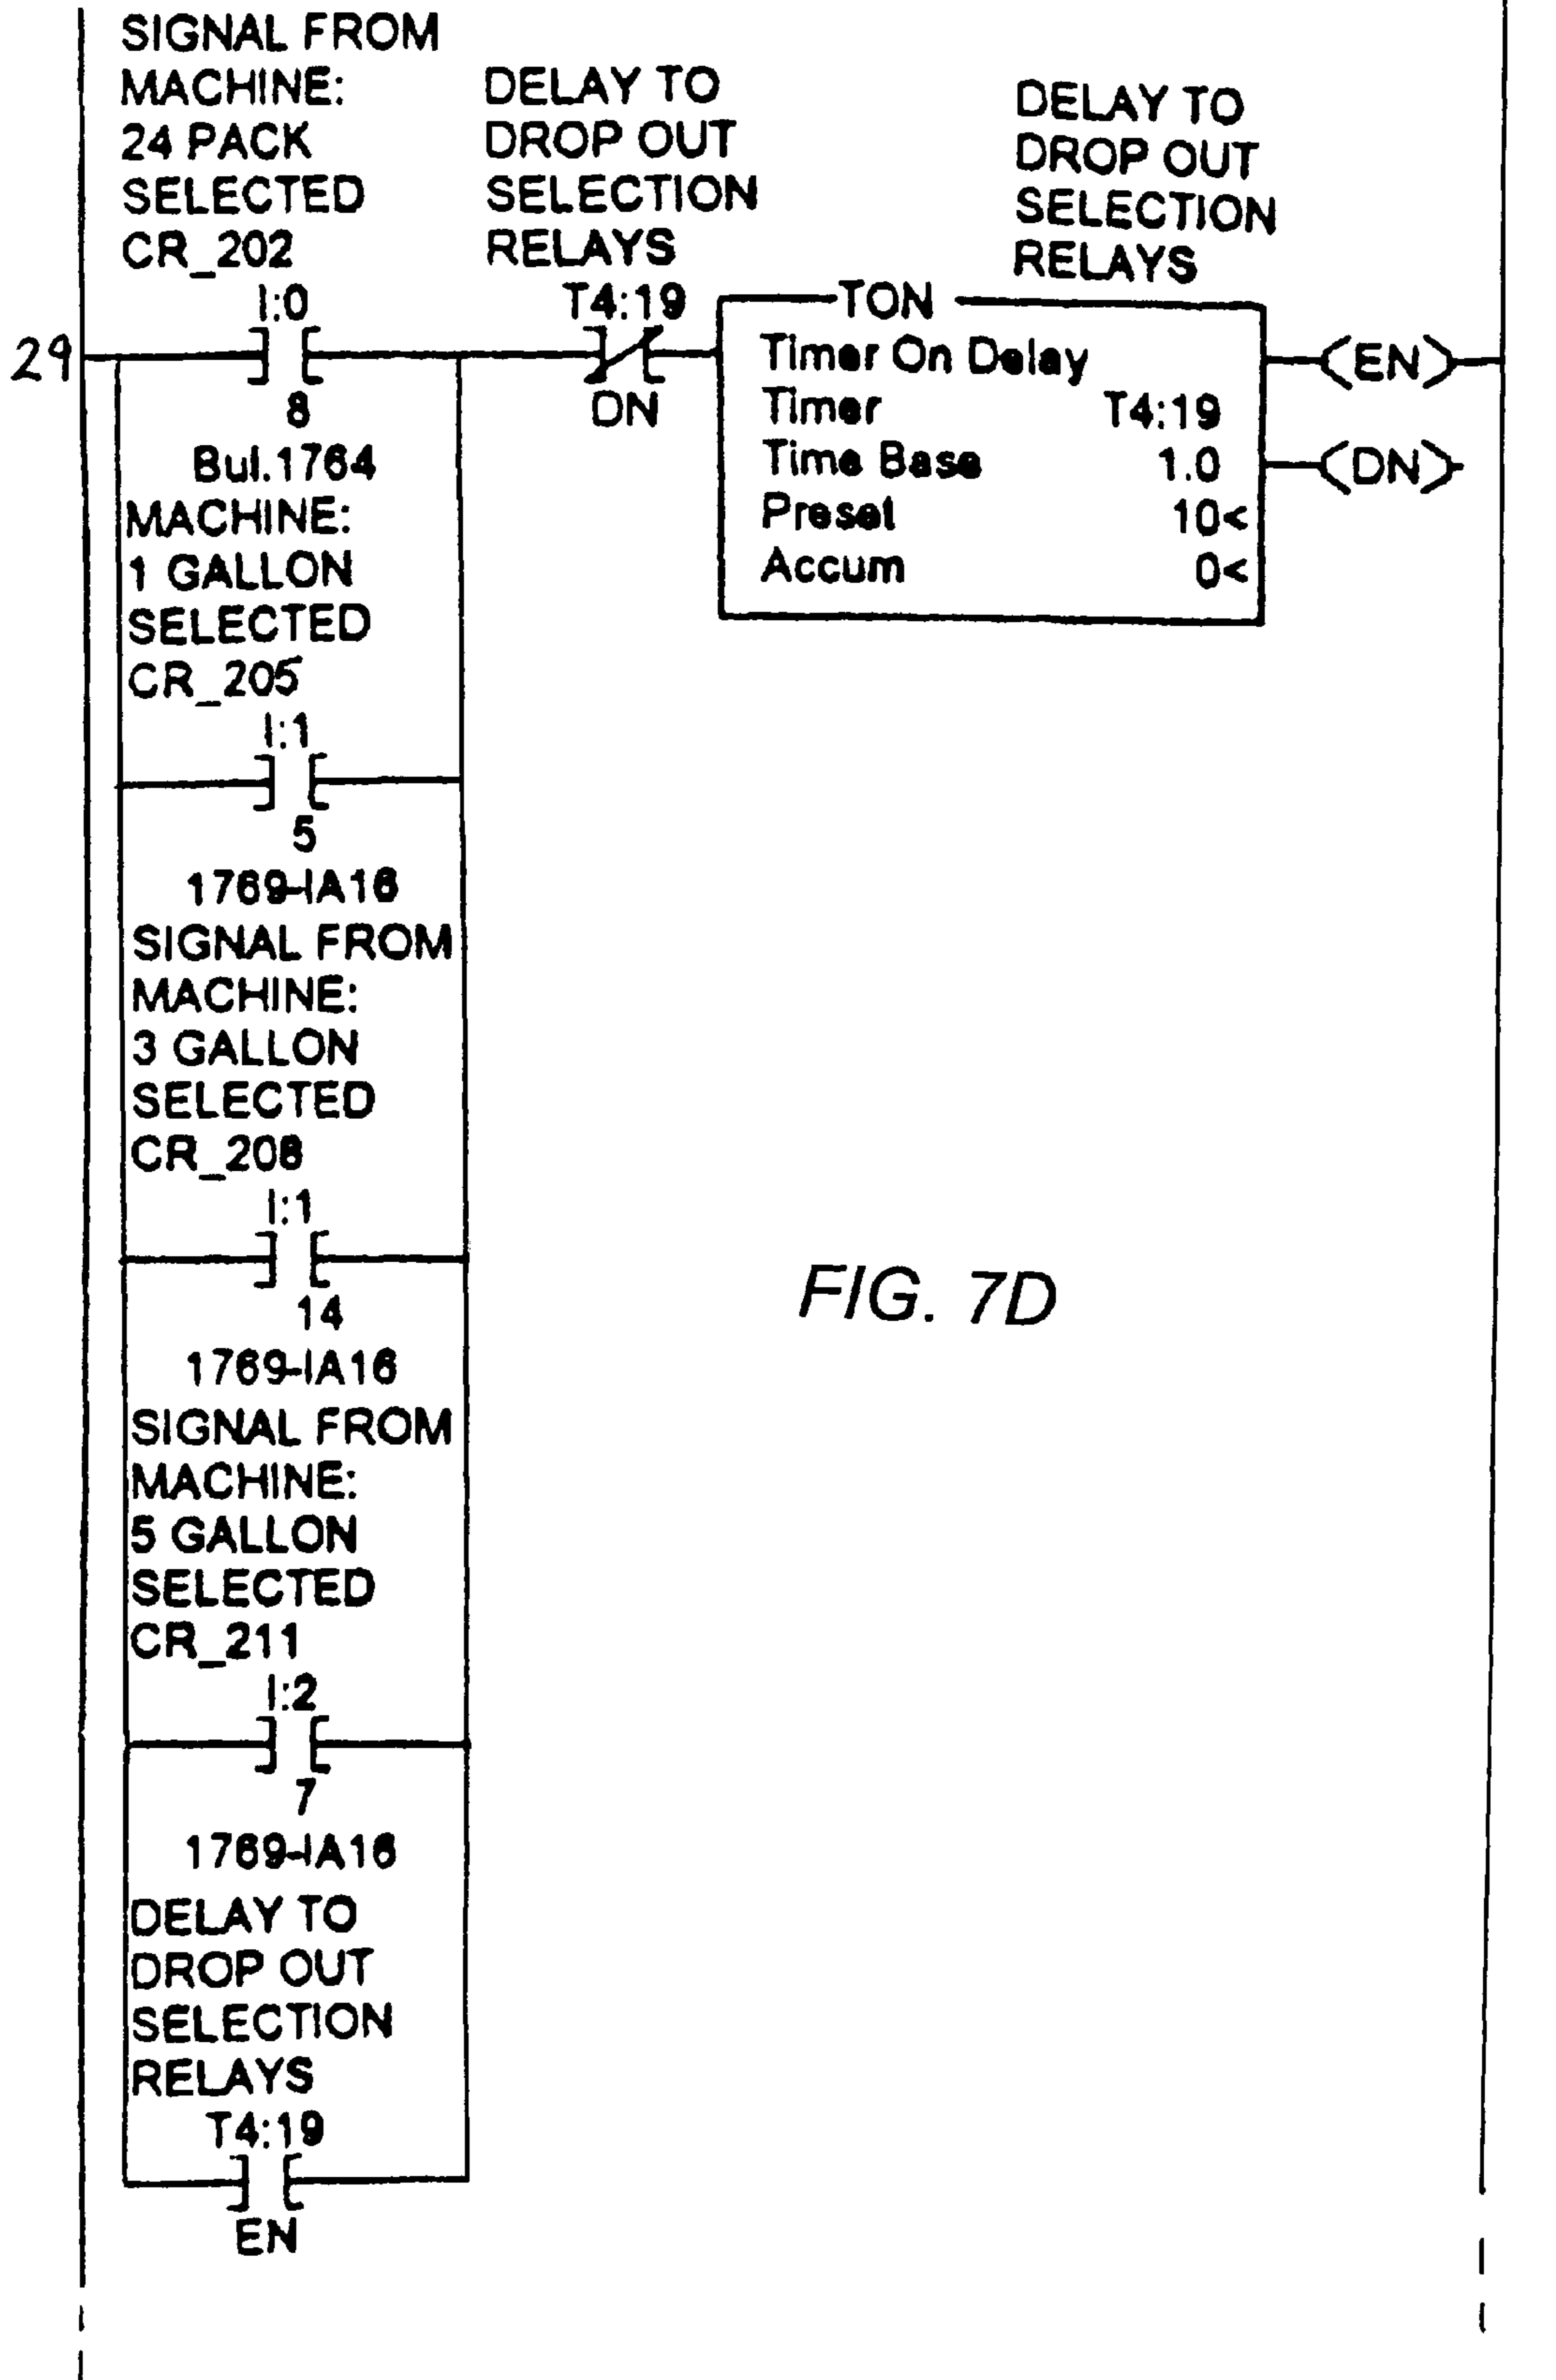 SIGNAL FROM
MACHINE:
24 PACK
SELECTED
CR_202
I:0
8
Bul.1764
DELAY TO
DROP OUT
SELECTION
RELAYS
T4:19
DN
DELAY TO
DROP OUT
SELECTION
RELAYS
TON
Timer On Delay
Timer T4:19
Time Base 1.0
Preset 10<
Accum 0<
(EN)
(DN)
29
MACHINE:
1 GALLON
SELECTED
CR_205
I:1
5
1769-IA16
SIGNAL FROM
MACHINE:
3 GALLON
SELECTED
CR_208
I:1
14
1769-IA16
SIGNAL FROM
MACHINE:
5 GALLON
SELECTED
CR_211
I:2
7
1769-IA16
DELAY TO
DROP OUT
SELECTION
RELAYS
T4:19
EN
FIG. 7D